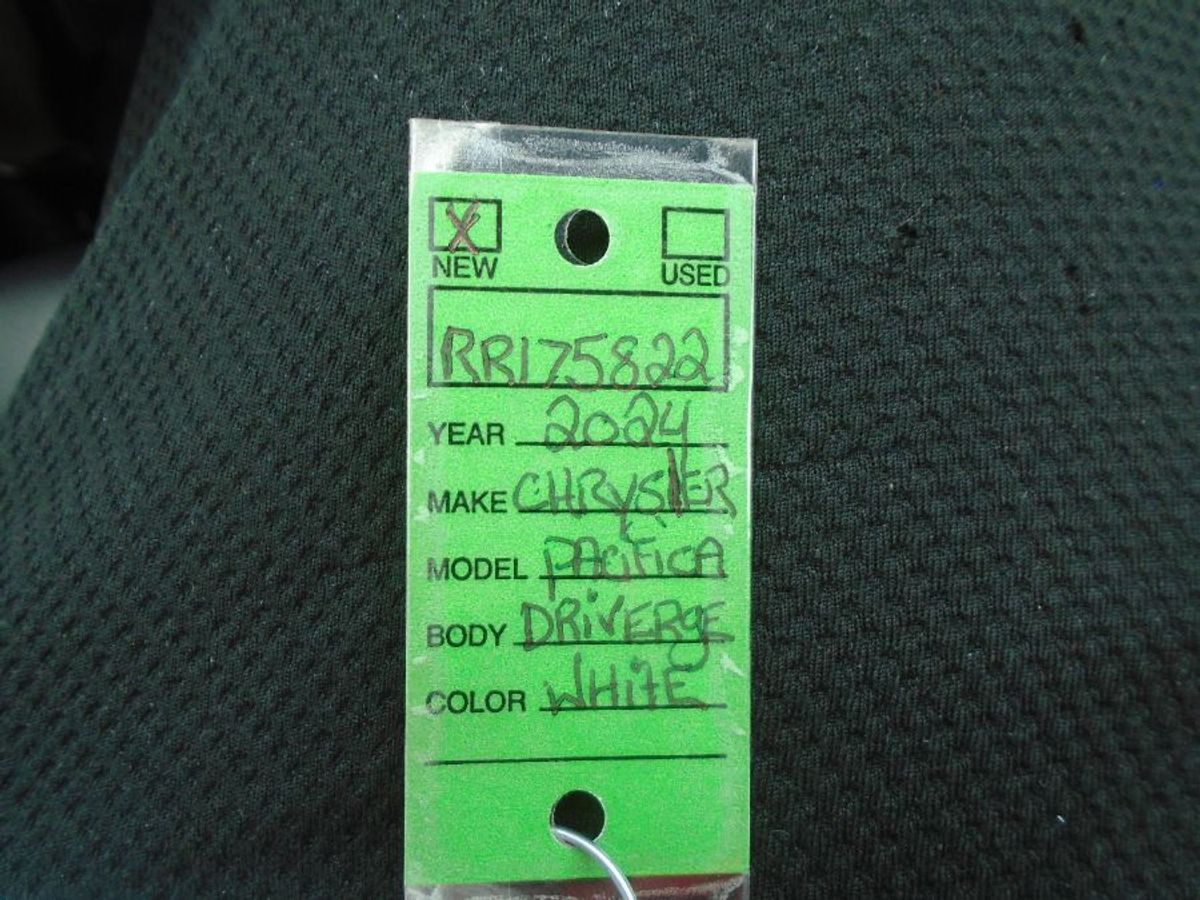 X
NEW USED
RR175822
YEAR 2024
MAKE CHRYSlER
MODEL PACiFiCA
BODY DRiVERgE
COLOR WHitE